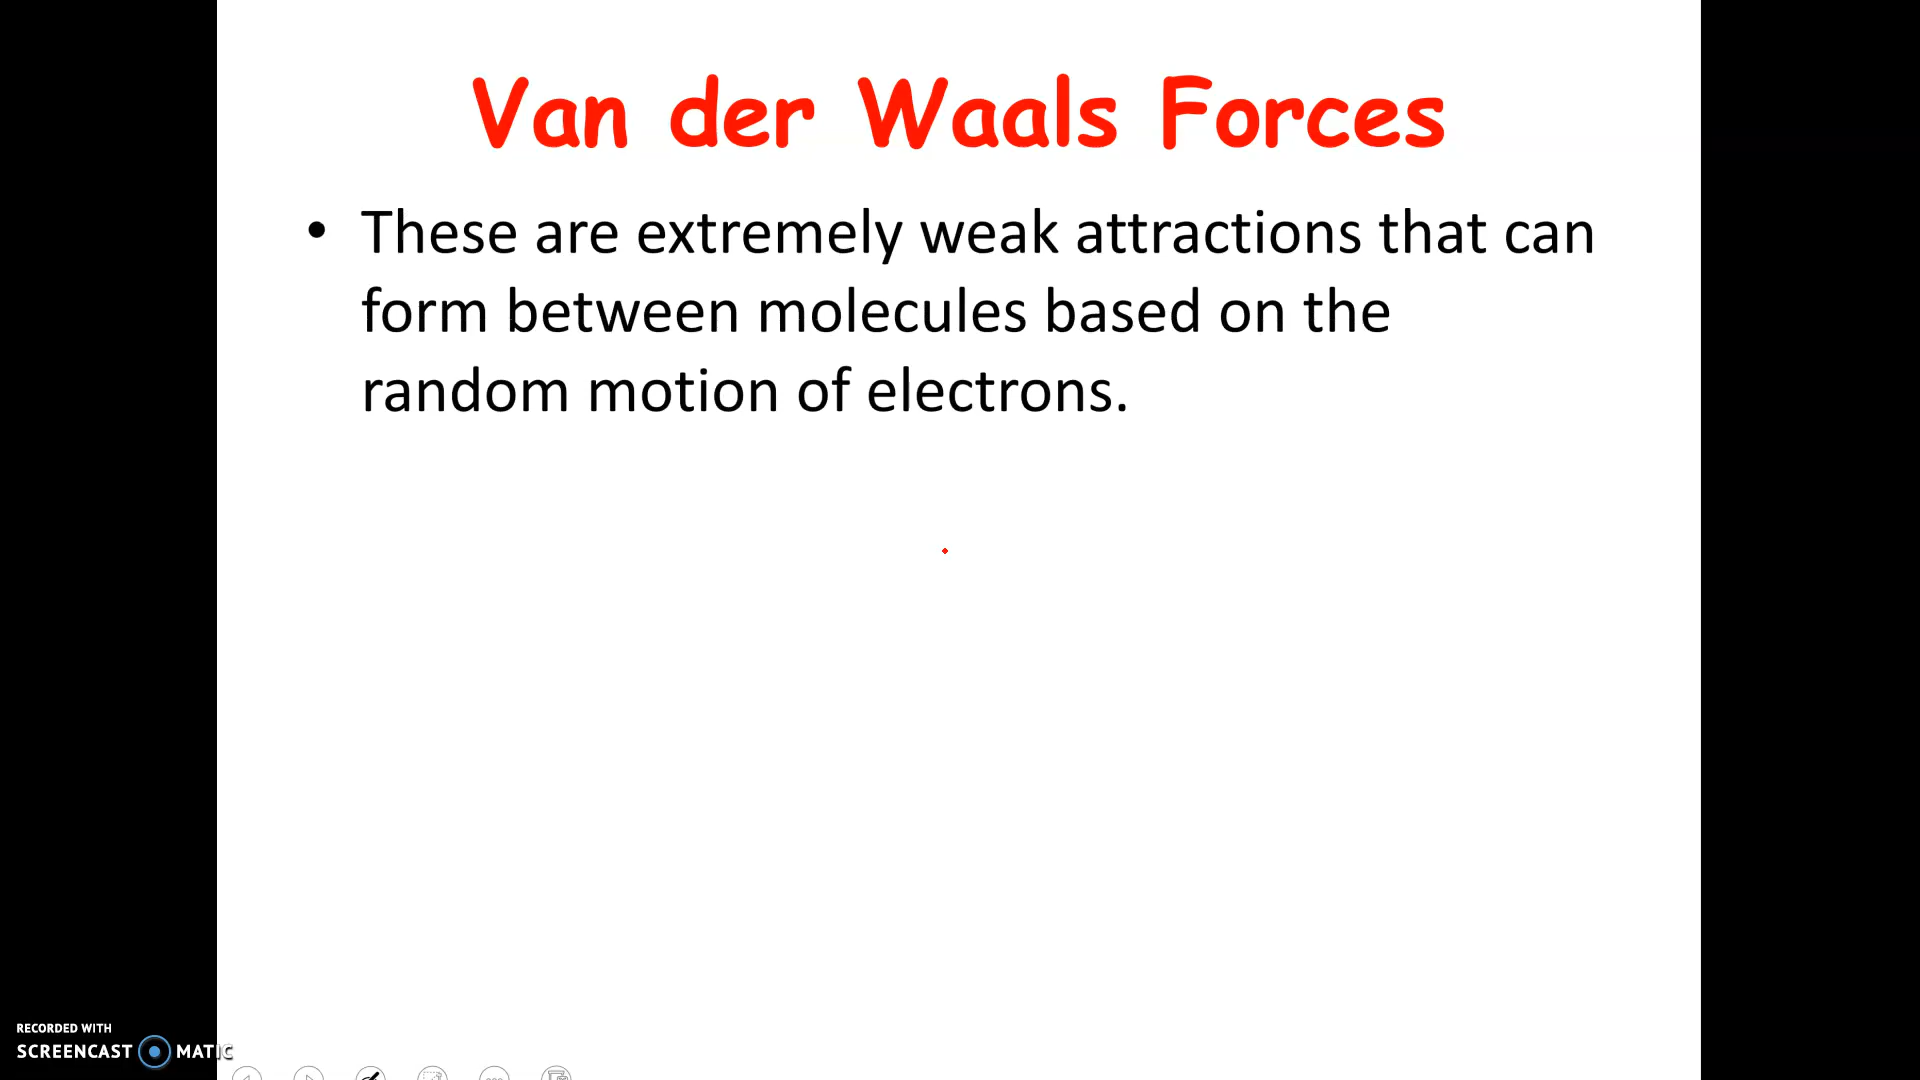 Van der Waals Forces
• These are extremely weak attractions that can
form between molecules based on the
random motion of electrons.
RECORDED WITH
SCREENCAST MATIC